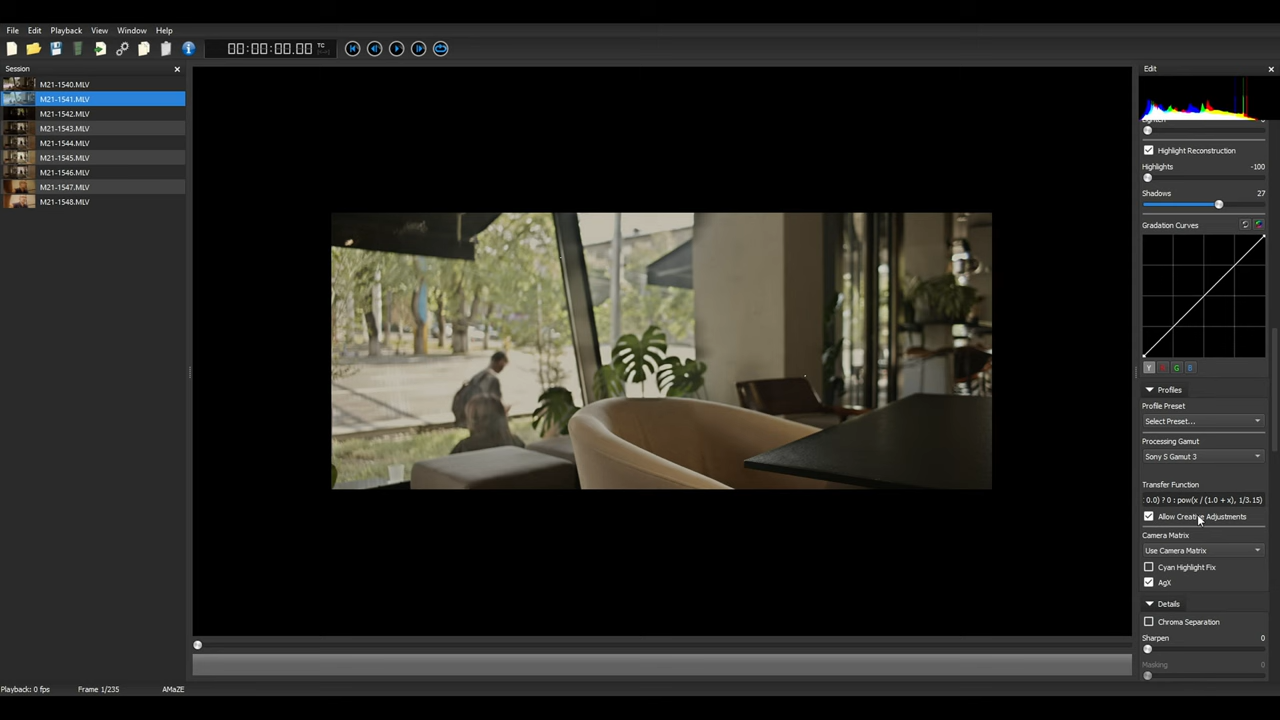 File Edit Playback View Window Help
00:00:00.00 TC
Session
Edit
M21-1540.MLV
M21-1541.MLV
M21-1542.MLV
M21-1543.MLV
M21-1544.MLV
M21-1545.MLV
M21-1546.MLV
M21-1547.MLV
M21-1548.MLV
Highlight Reconstruction
Highlights -100
Shadows 27
Gradation Curves
Y R G B
Profiles
Profile Preset
Select Preset...
Processing Gamut
Sony S Gamut 3
Transfer Function
0.0) ? 0 : pow(x / (1.0 + x), 1/3.15)
Allow Creative Adjustments
Camera Matrix
Use Camera Matrix
Cyan Highlight Fix
AgX
Details
Chroma Separation
Sharpen 0
Masking 0
Playback: 0 fps Frame 1/235 AMaZE